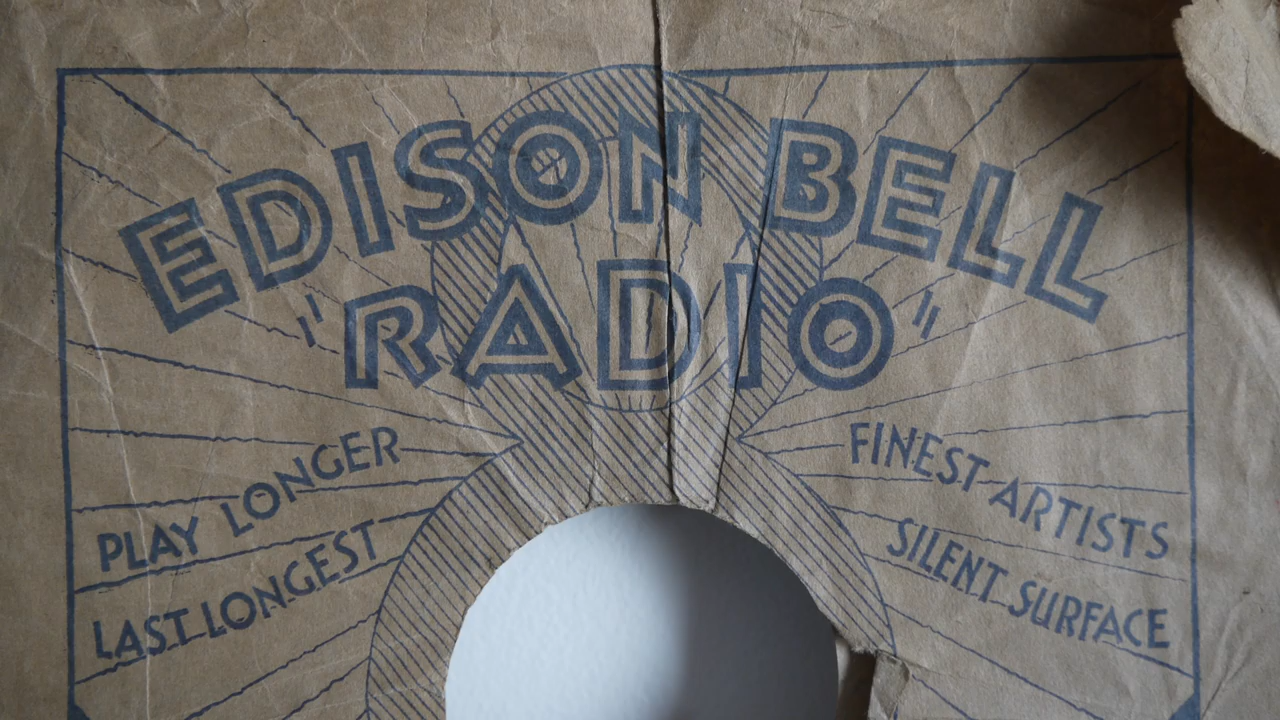 EDISON BELL
"RADIO"
PLAY LONGER
LAST LONGEST
FINEST ARTISTS
SILENT SURFACE